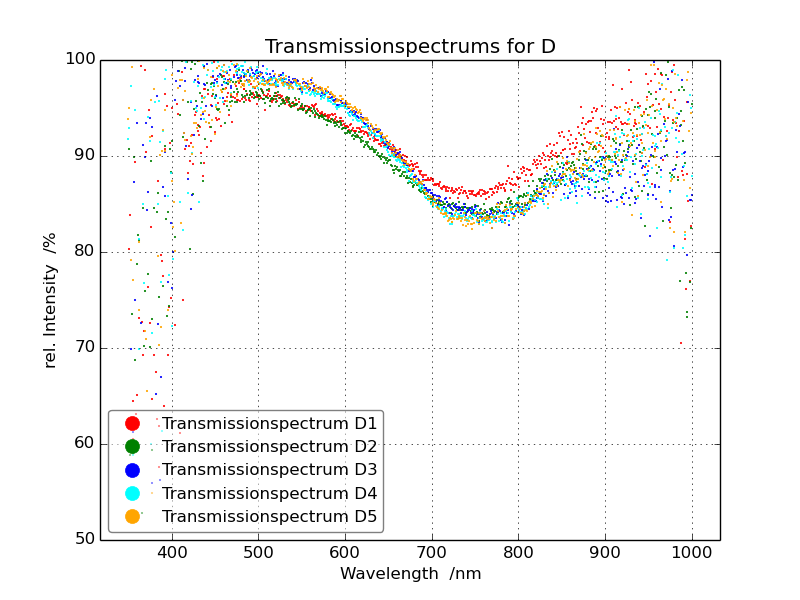 Transmissionspectrums for D
100
90
80
70
60
50
rel. Intensity /%
Transmissionspectrum D1
Transmissionspectrum D2
Transmissionspectrum D3
Transmissionspectrum D4
Transmissionspectrum D5
400 500 600 700 800 900 1000
Wavelength /nm